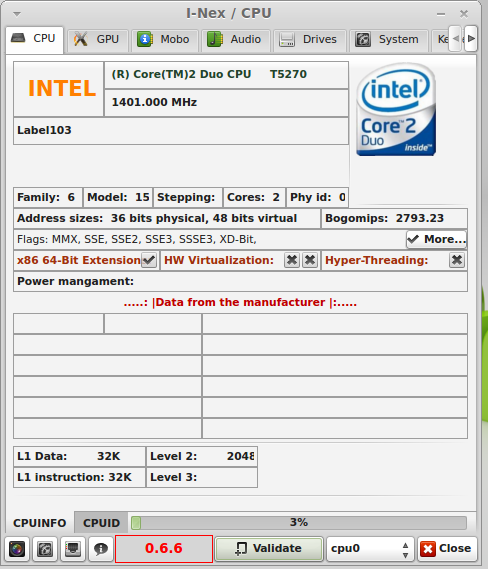 I-Nex / CPU
CPU GPU Mobo Audio Drives System Ke
INTEL
(R) Core(TM)2 Duo CPU T5270
1401.000 MHz
Label103
intel
Core™2
Duo
inside™
Family: 6 Model: 15 Stepping: Cores: 2 Phy id: 0
Address sizes: 36 bits physical, 48 bits virtual Bogomips: 2793.23
Flags: MMX, SSE, SSE2, SSE3, SSSE3, XD-Bit, More...
x86 64-Bit Extension HW Virtualization: Hyper-Threading:
Power mangament:
.....: |Data from the manufacturer |:.....
L1 Data: 32K Level 2: 2048
L1 instruction: 32K Level 3:
CPUINFO CPUID 3%
0.6.6 Validate cpu0 Close